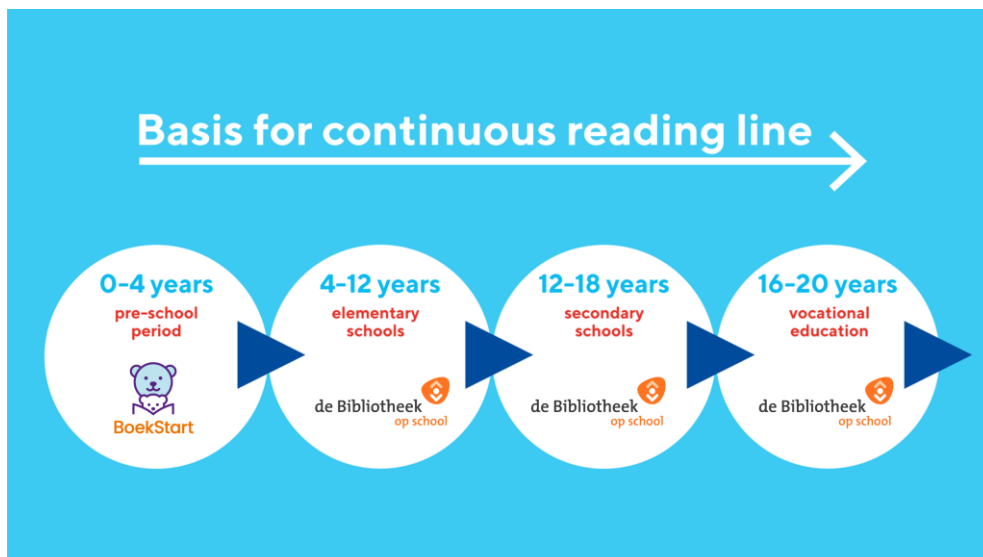 Basis for continuous reading line
0-4 years
pre-school
period
BoekStart
4-12 years
elementary
schools
de Bibliotheek
op school
12-18 years
secondary
schools
de Bibliotheek
op school
16-20 years
vocational
education
de Bibliotheek
op school